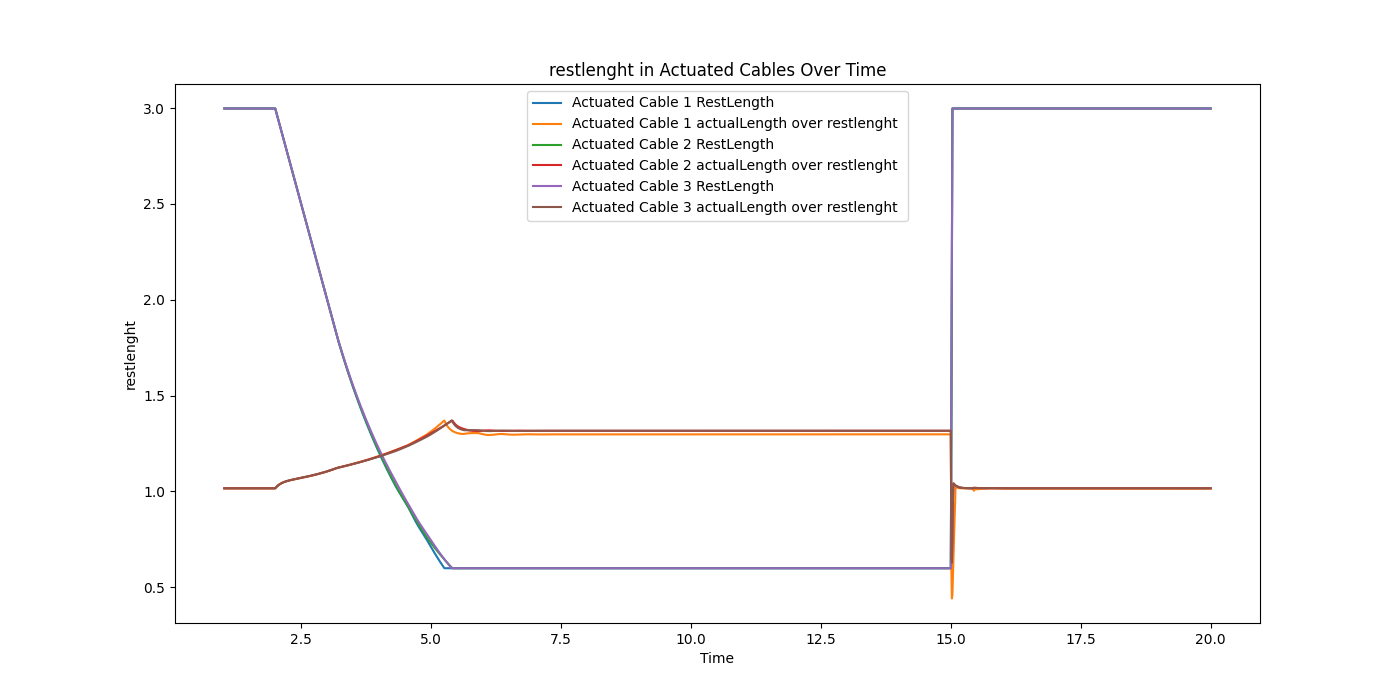 restlenght in Actuated Cables Over Time
Actuated Cable 1 RestLength
Actuated Cable 1 actualLength over restlenght
Actuated Cable 2 RestLength
Actuated Cable 2 actualLength over restlenght
Actuated Cable 3 RestLength
Actuated Cable 3 actualLength over restlenght
restlenght
3.0
2.5
2.0
1.5
1.0
0.5
2.5 5.0 7.5 10.0 12.5 15.0 17.5 20.0
Time